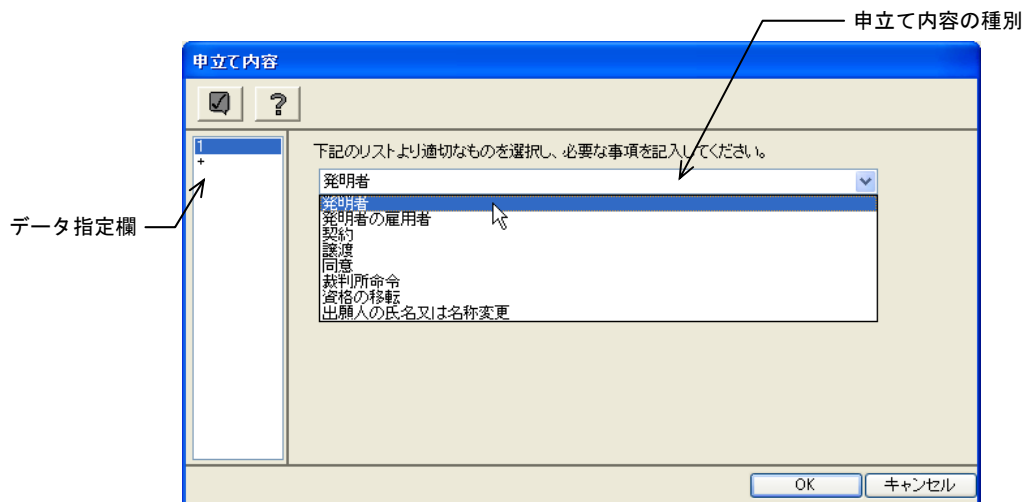 申立て内容の種別
申立て内容
1
+
下記のリストより適切なものを選択し、必要な事項を記入してください。
発明者
発明者
発明者の雇用者
契約
譲渡
同意
裁判所命令
資格の移転
出願人の氏名又は名称変更
データ指定欄
OK
キャンセル